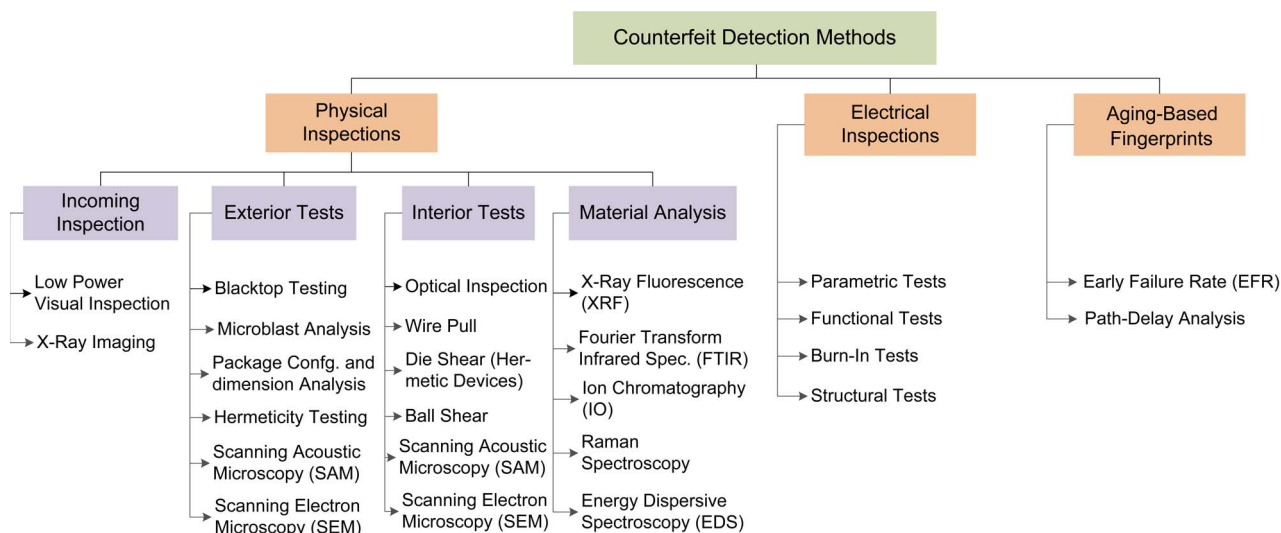 Counterfeit Detection Methods
Physical
Inspections
Electrical
Inspections
Aging-Based
Fingerprints
Incoming
Inspection
Exterior Tests
Interior Tests
Material Analysis
Low Power
Visual Inspection
X-Ray Imaging
Blacktop Testing
Microblast Analysis
Package Confg. and
dimension Analysis
Hermeticity Testing
Scanning Acoustic
Microscopy (SAM)
Scanning Electron
Microscopy (SEM)
Optical Inspection
Wire Pull
Die Shear (Her-
metic Devices)
Ball Shear
Scanning Acoustic
Microscopy (SAM)
Scanning Electron
Microscopy (SEM)
X-Ray Fluorescence
(XRF)
Fourier Transform
Infrared Spec. (FTIR)
Ion Chromatography
(IO)
Raman
Spectroscopy
Energy Dispersive
Spectroscopy (EDS)
Parametric Tests
Functional Tests
Burn-In Tests
Structural Tests
Early Failure Rate (EFR)
Path-Delay Analysis